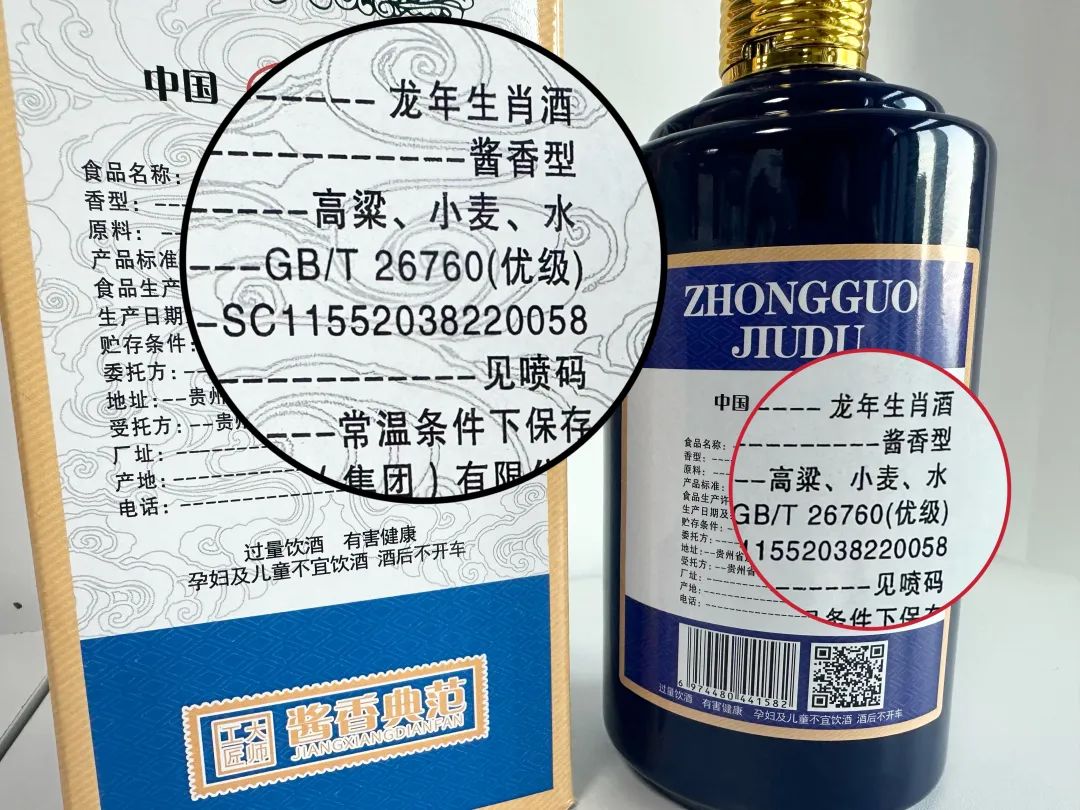 中国
龙年生肖酒
酱香型
高粱、小麦、水
GB/T 26760(优级)
SC11552038220058
见喷码
常温条件下保存
(集团)有限
食品名称:
香型:
原料:
产品标准
食品生产
生产日期
贮存条件:
委托方:
地址:--贵州
受托方:--贵州
厂址:
产地:
电话:
过量饮酒 有害健康
孕妇及儿童不宜饮酒 酒后不开车
大师工匠
酱香典范
JIANGXIANGDIANFAN
ZHONGGUO
JIUDU
中国
龙年生肖酒
酱香型
高粱、小麦、水
GB/T 26760(优级)
11552038220058
见喷码
条件下保存
食品名称:
香型:
原料:
产品标准:
食品生产许
生产日期及
贮存条件:
委托方:
地址:--贵州省
受托方:--贵州省
厂址:
产地:
电话:
6 974480 441582
过量饮酒 有害健康 孕妇及儿童不宜饮酒 酒后不开车